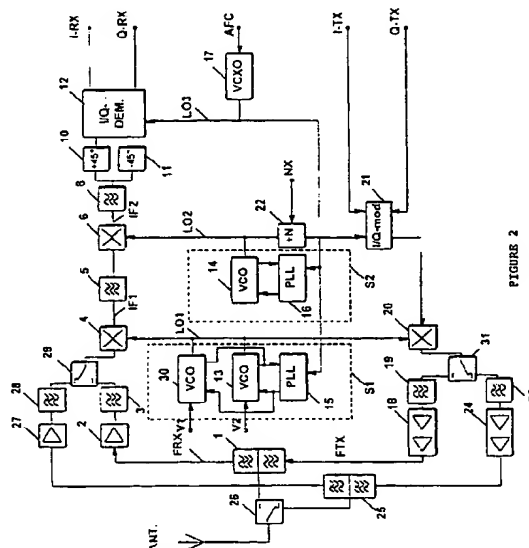 27
28
29
4
IF1
5
6
IF2
8
10
+45°
11
-45°
12
I/Q-
DEM.
I-RX
Q-RX
2
3
LO1
LO2
LO3
17
VCXO
AFC
FRX
V1
V2
30
VCO
13
VCO
15
PLL
S1
14
VCO
16
PLL
S2
22
÷N
NX
I-TX
Q-TX
21
I/Q-mod
ANT.
26
1
25
FTX
18
19
24
31
20
FIGURE 2